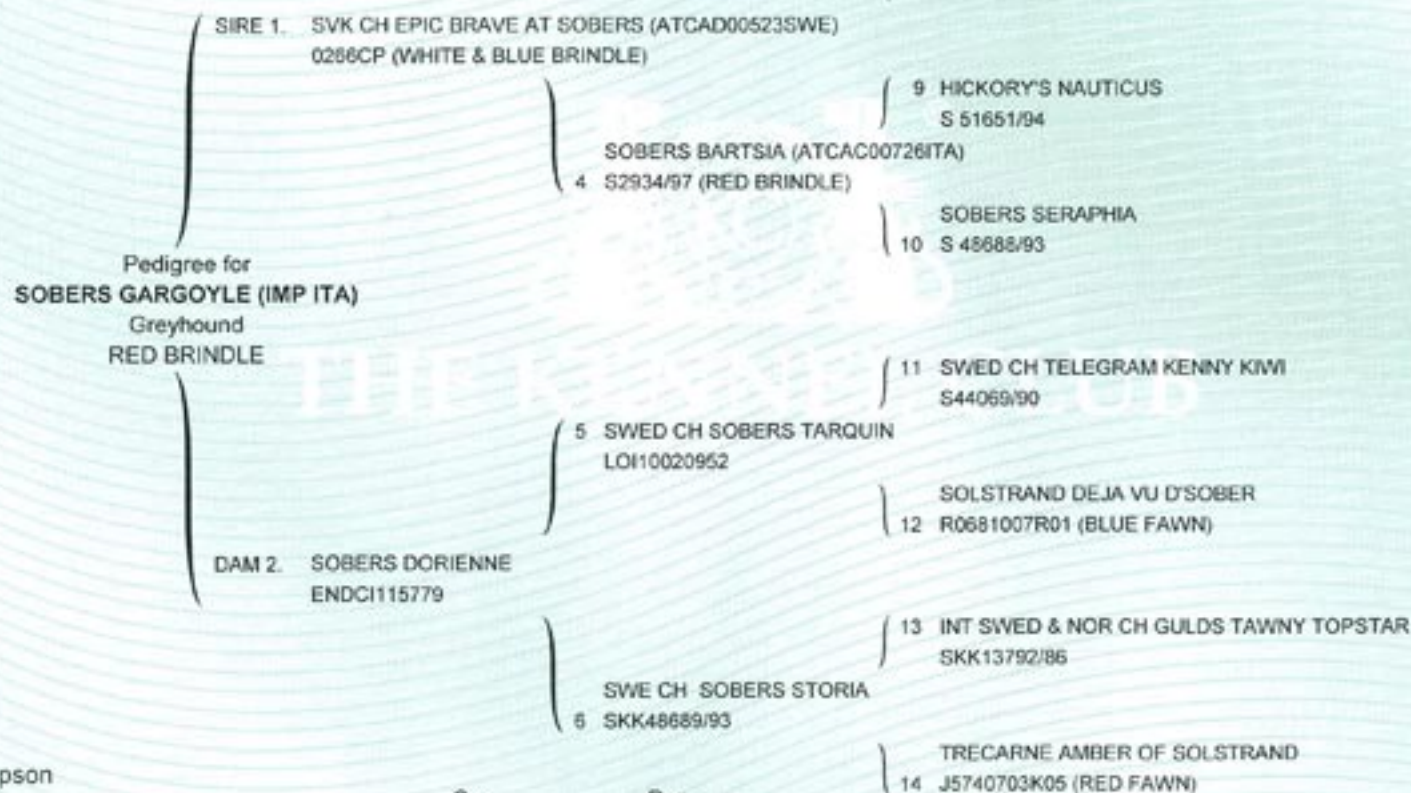 SIRE 1. SVK CH EPIC BRAVE AT SOBERS (ATCAD00523SWE)
0266CP (WHITE & BLUE BRINDLE)
9 HICKORY'S NAUTICUS
S 51651/94
SOBERS BARTSIA (ATCAC00726ITA)
4 S2934/97 (RED BRINDLE)
SOBERS SERAPHIA
10 S 48688/93
Pedigree for
SOBERS GARGOYLE (IMP ITA)
Greyhound
RED BRINDLE
THE KENNEL CLUB
11 SWED CH TELEGRAM KENNY KIWI
S44069/90
5 SWED CH SOBERS TARQUIN
LOI10020952
SOLSTRAND DEJA VU D'SOBER
12 R0681007R01 (BLUE FAWN)
DAM 2. SOBERS DORIENNE
ENDCI115779
13 INT SWED & NOR CH GULDS TAWNY TOPSTAR
SKK13792/86
SWE CH SOBERS STORIA
6 SKK48689/93
TRECARNE AMBER OF SOLSTRAND
14 J5740703K05 (RED FAWN)
pson